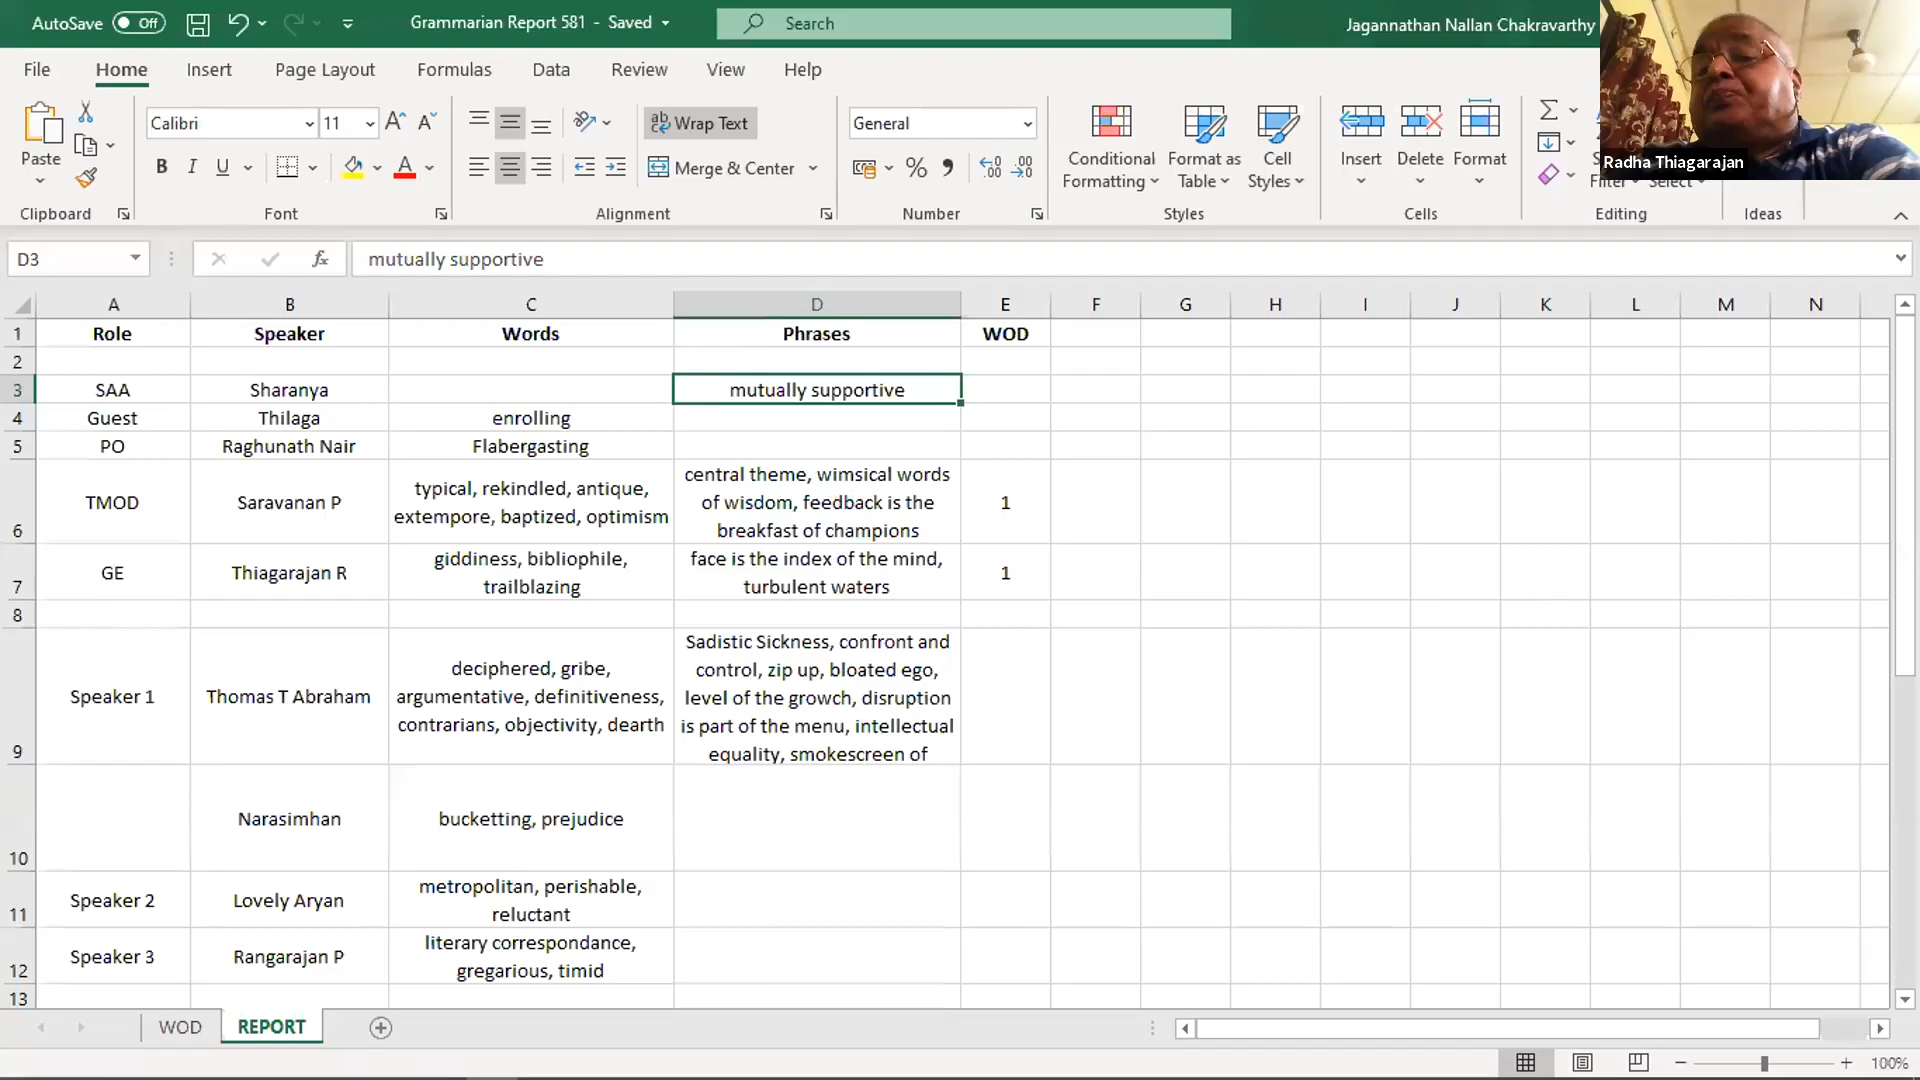 AutoSave Off Grammarian Report 581 - Saved Search Jagannathan Nallan Chakravarthy
File Home Insert Page Layout Formulas Data Review View Help
Calibri 11 Wrap Text General
Paste Conditional Format as Cell Insert Delete Format
B I U Merge & Center % Formatting Table Styles Filter Select
Radha Thiagarajan
Clipboard Font Alignment Number Styles Cells Editing Ideas
D3 fx mutually supportive
A B C D E F G H I J K L M N
1 Role Speaker Words Phrases WOD
2
3 SAA Sharanya mutually supportive
4 Guest Thilaga enrolling
5 PO Raghunath Nair Flabergasting
central theme, wimsical words
typical, rekindled, antique,
6 TMOD Saravanan P of wisdom, feedback is the 1
extempore, baptized, optimism
breakfast of champions
giddiness, bibliophile, face is the index of the mind,
7 GE Thiagarajan R 1
trailblazing turbulent waters
8
Sadistic Sickness, confront and
deciphered, gribe, control, zip up, bloated ego,
9 Speaker 1 Thomas T Abraham argumentative, definitiveness, level of the growch, disruption
contrarians, objectivity, dearth is part of the menu, intellectual
equality, smokescreen of
10 Narasimhan bucketting, prejudice
metropolitan, perishable,
11 Speaker 2 Lovely Aryan
reluctant
literary correspondance,
12 Speaker 3 Rangarajan P
gregarious, timid
13
WOD REPORT
100%